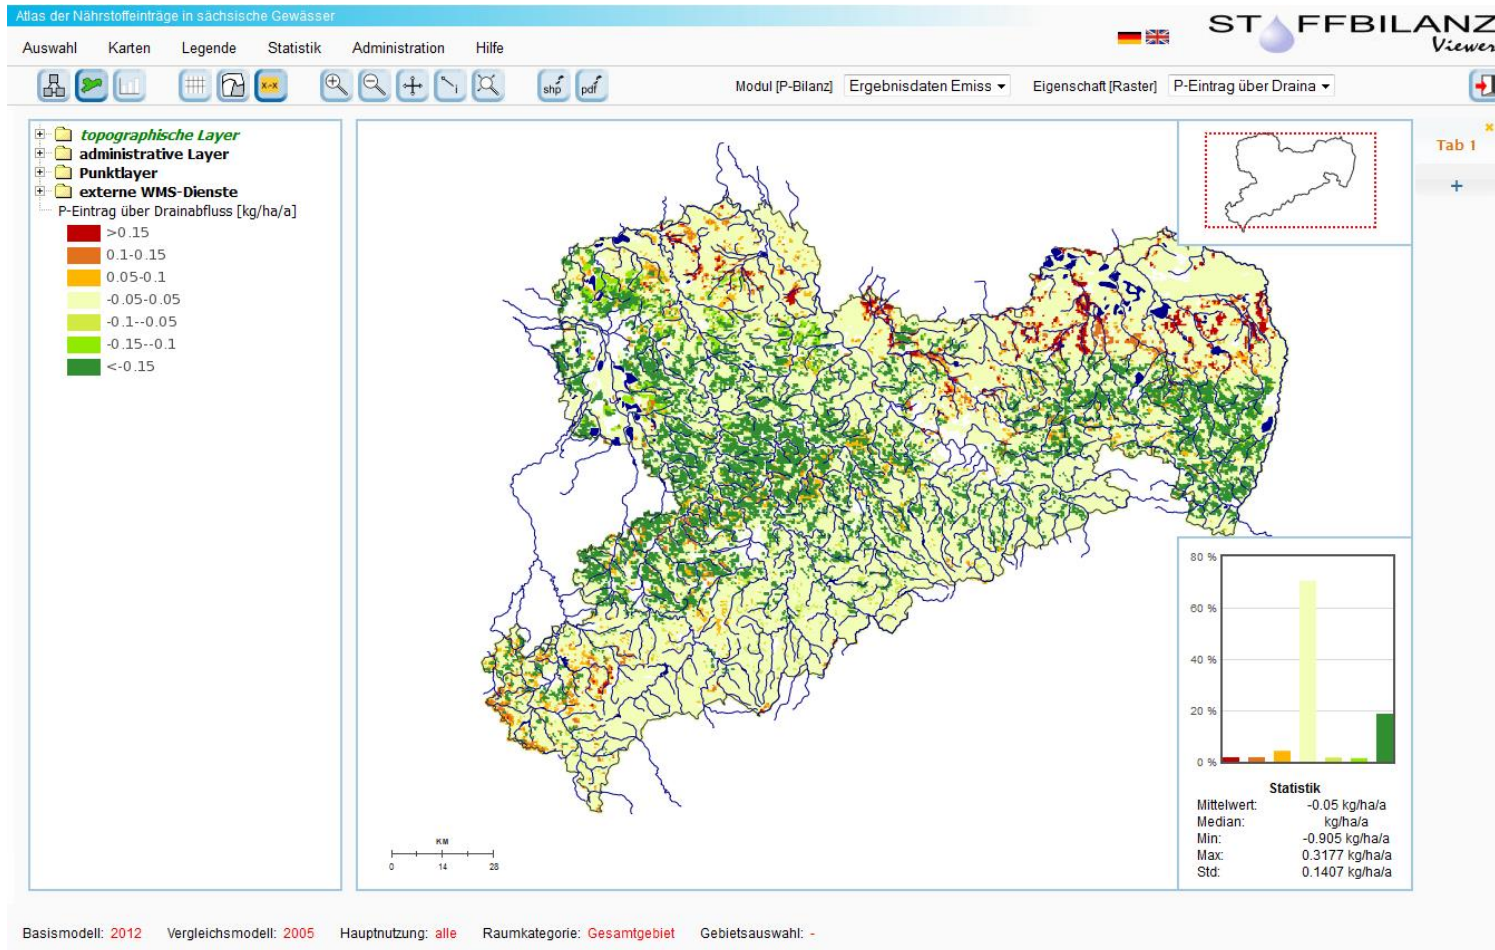 Atlas der Nährstoffeinträge in sächsische Gewässer
ST FFBILANZ
Viewer
Auswahl Karten Legende Statistik Administration Hilfe
X-X
i
shp
pdf
Modul [P-Bilanz] Ergebnisdaten Emiss
Eigenschaft [Raster] P-Eintrag über Draina
topographische Layer
administrative Layer
Punktlayer
externe WMS-Dienste
P-Eintrag über Drainabfluss [kg/ha/a]
>0.15
0.1-0.15
0.05-0.1
-0.05-0.05
-0.1--0.05
-0.15--0.1
<-0.15
KM
0 14 28
Tab 1
+
80 %
60 %
40 %
20 %
0 %
Statistik
Mittelwert: -0.05 kg/ha/a
Median: kg/ha/a
Min: -0.905 kg/ha/a
Max: 0.3177 kg/ha/a
Std: 0.1407 kg/ha/a
Basismodell: 2012 Vergleichsmodell: 2005 Hauptnutzung: alle Raumkategorie: Gesamtgebiet Gebietsauswahl: -